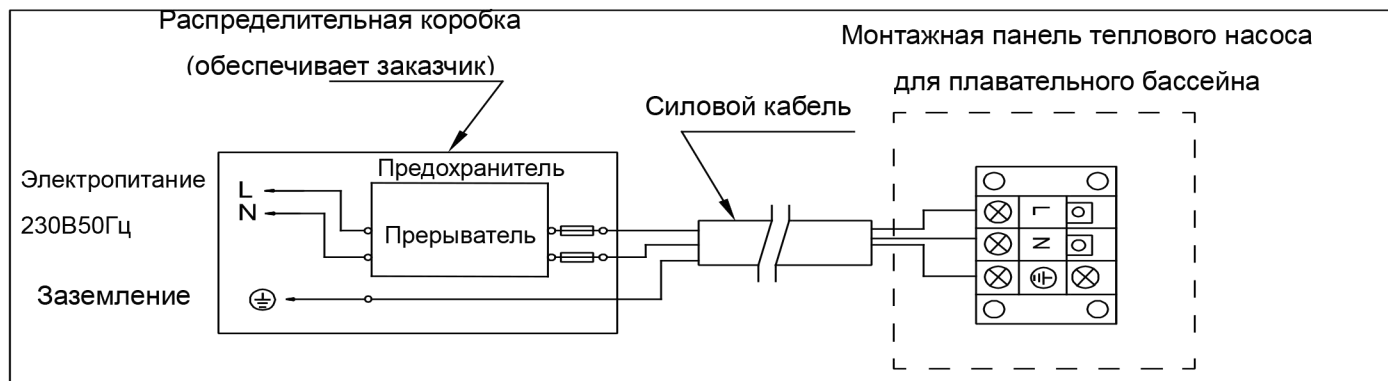 Распределительная коробка
(обеспечивает заказчик)
Монтажная панель теплового насоса
для плавательного бассейна
Силовой кабель
Электропитание
230В50Гц
Заземление
L
N
Предохранитель
Прерыватель
L
N